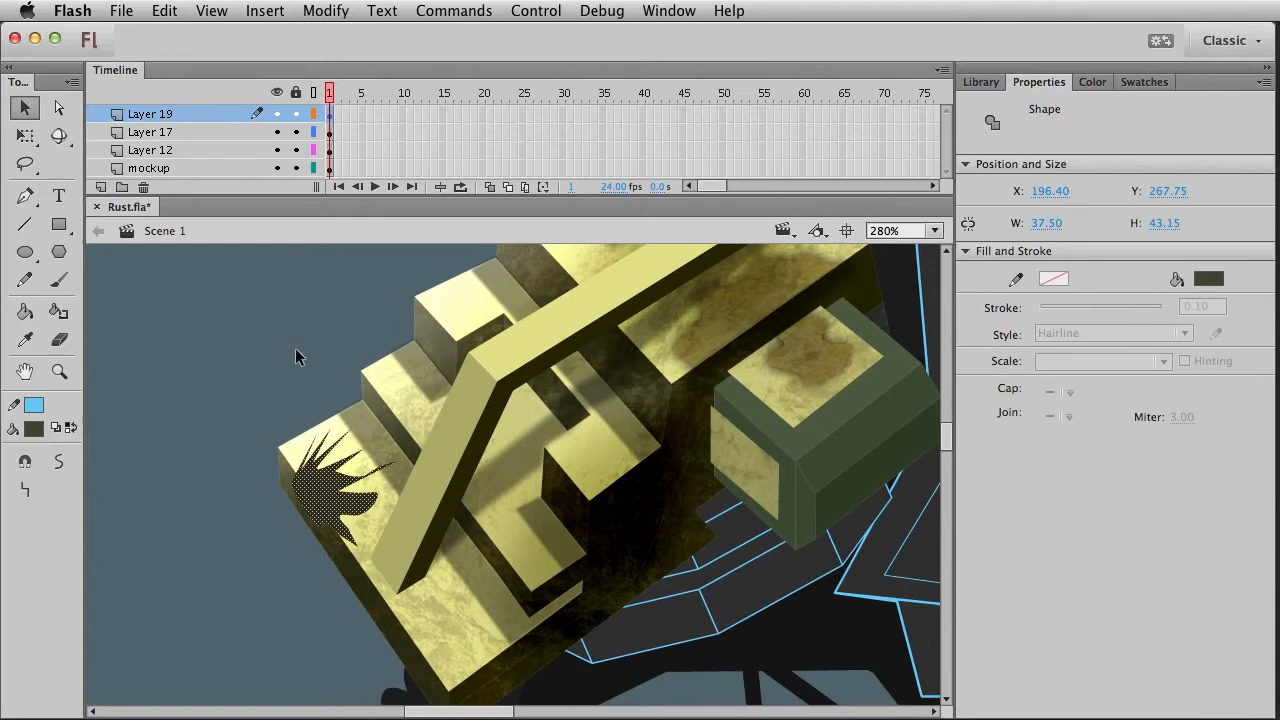 Flash File Edit View Insert Modify Text Commands Control Debug Window Help
Fl Classic
To... Timeline Library Properties Color Swatches
1 5 10 15 20 25 30 35 40 45 50 55 60 65 70 75
Layer 19
Layer 17
Layer 12
mockup
1 24.00 fps 0.0 s
Rust.fla*
Scene 1 280%
Shape
Position and Size
X: 196.40 Y: 267.75
W: 37.50 H: 43.15
Fill and Stroke
Stroke: 0.10
Style: Hairline
Scale: Hinting
Cap:
Join: Miter: 3.00